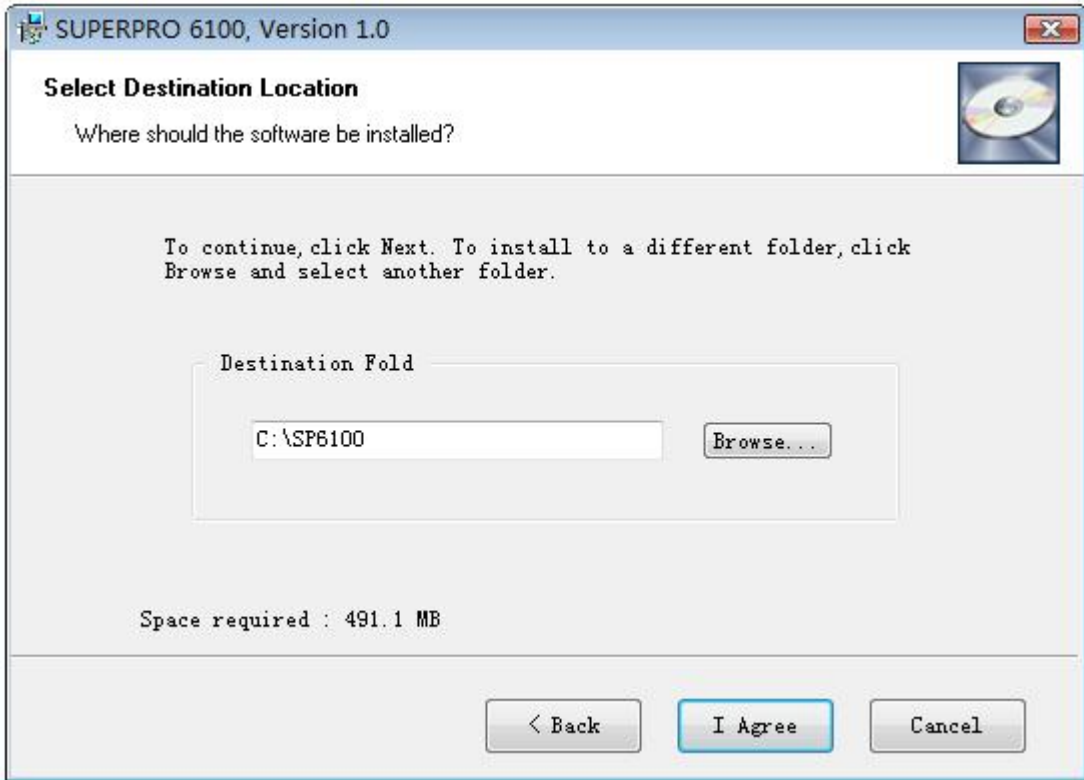 SUPERPRO 6100, Version 1.0
Select Destination Location
Where should the software be installed?
To continue, click Next. To install to a different folder, click
Browse and select another folder.
Destination Fold
C:\SP6100
Browse...
Space required : 491.1 MB
< Back
I Agree
Cancel